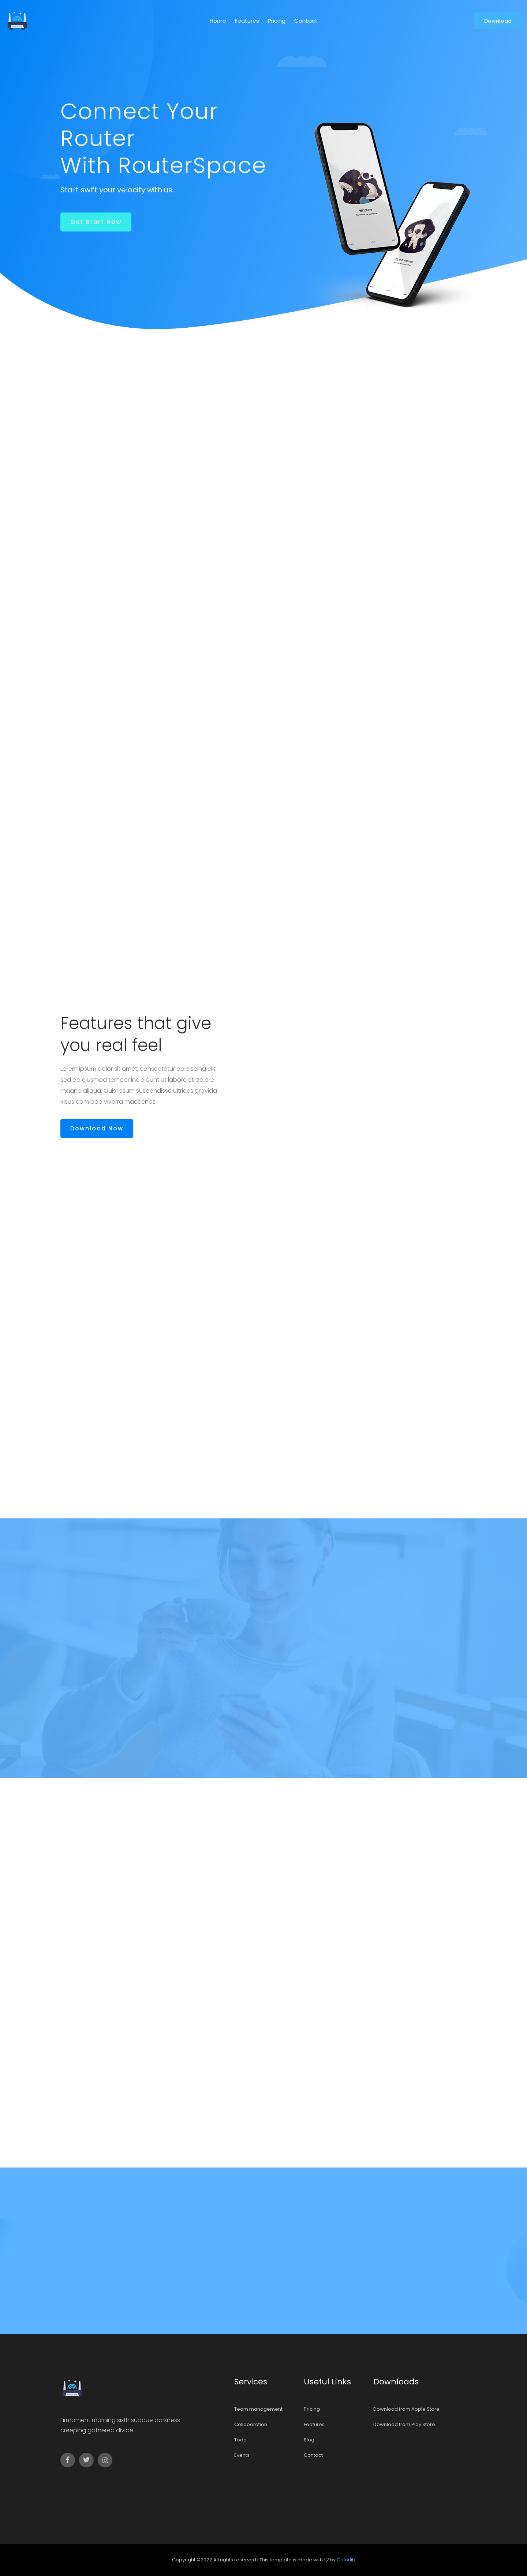 Home
Features
Pricing
Contact
Download
Connect Your
Router
With RouterSpace
Start swift your velocity with us...
Get Start Now
Features that give
you real feel
Lorem ipsum dolor sit amet, consectetur adipiscing elit
sed do eiusmod tempor incididunt ut labore et dolore
magna aliqua. Quis ipsum suspendisse ultrices gravida
Risus com odo viverra maecenas.
Download Now
Firmament morning sixth subdue darkness
creeping gathered divide.
Services
Team management
Collaboration
Todo
Events
Useful Links
Pricing
Features
Blog
Contact
Downloads
Download from Apple Store
Download from Play Store
Copyright ©2022 All rights reserved | This template is made with ♡ by Colorlib